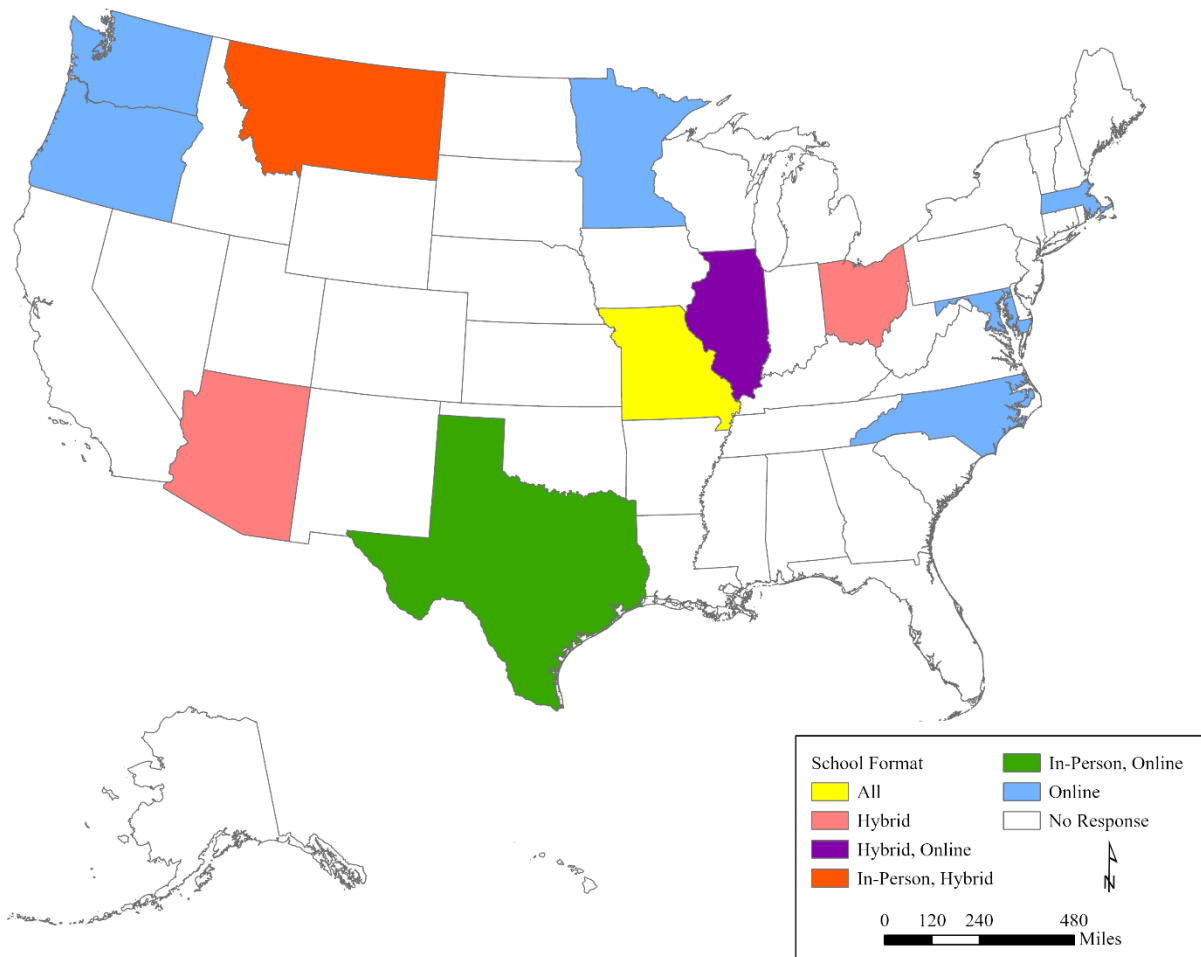 School Format
All
Hybrid
Hybrid, Online
In-Person, Hybrid
In-Person, Online
Online
No Response
N
0 120 240 480
Miles